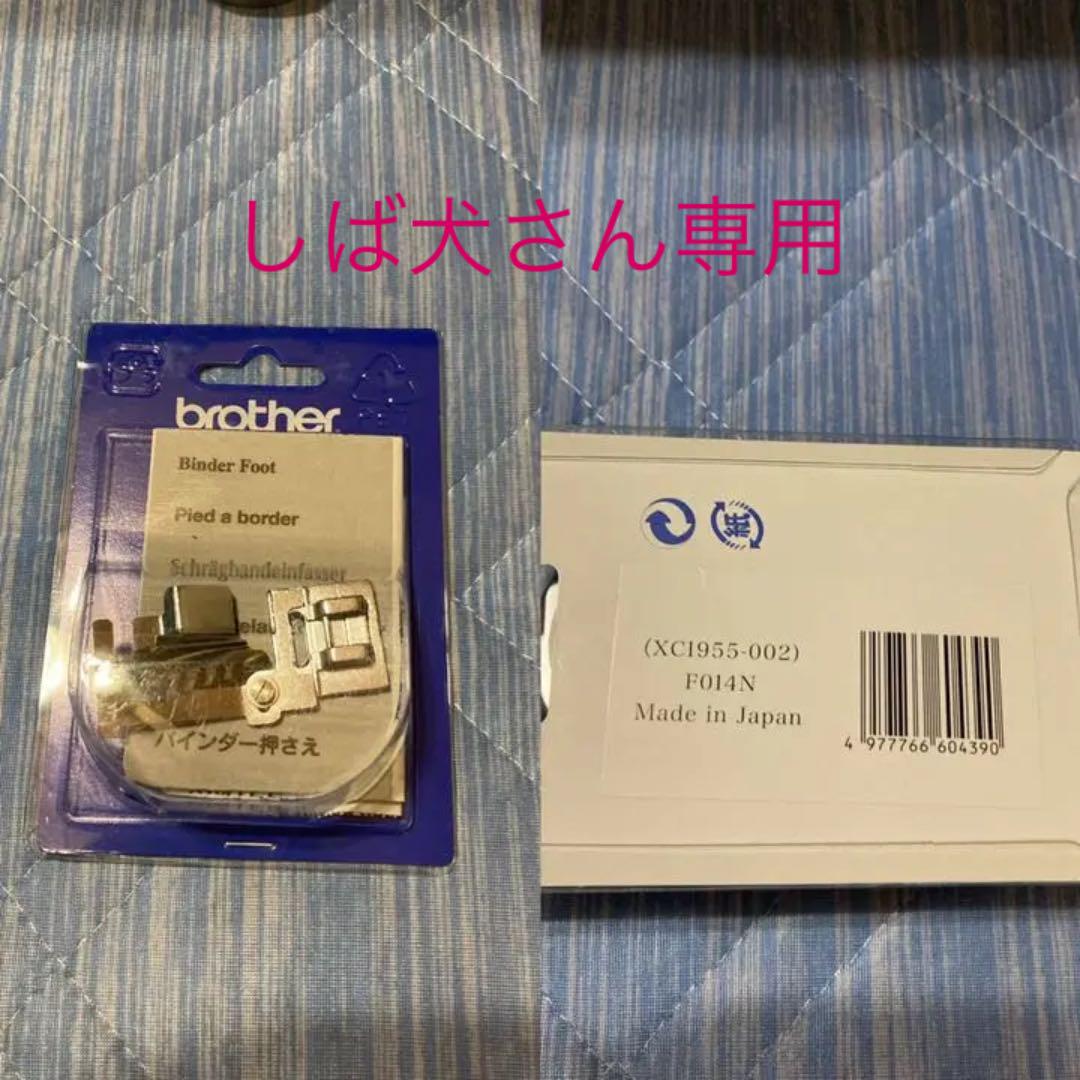 しば犬さん専用
brother
Binder Foot
Pied a border
Schrägbandeinfasser
バインダー押さえ
紙
(XC1955-002)
F014N
Made in Japan
4 977766 604390